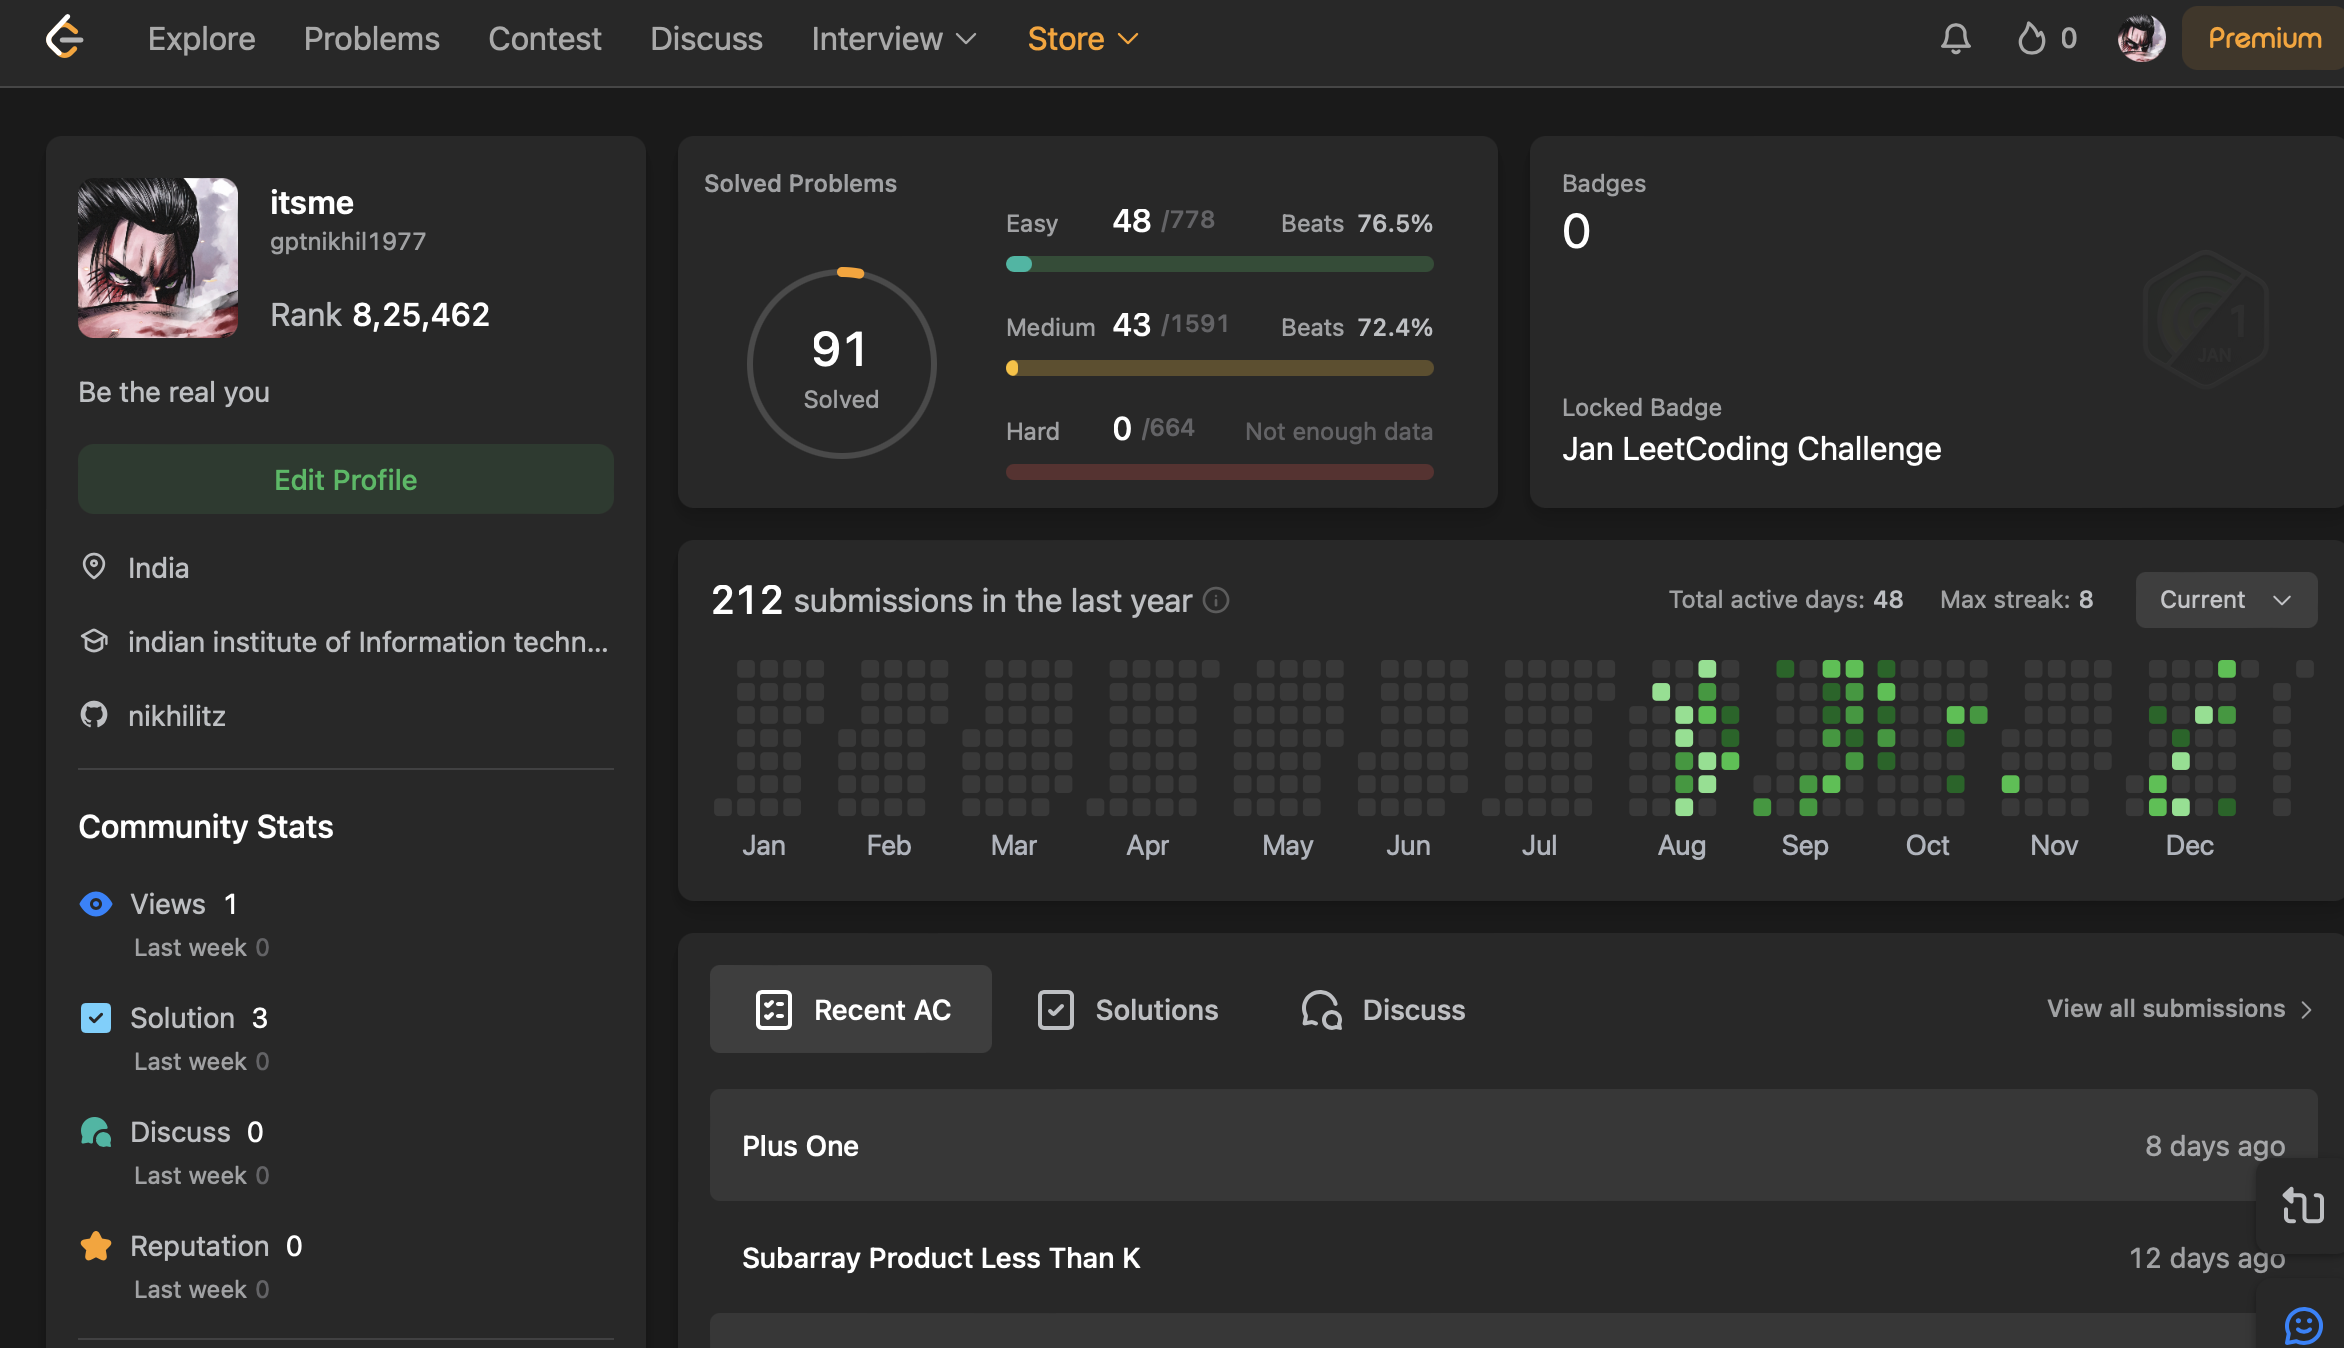 Explore Problems Contest Discuss Interview Store 0 Premium
itsme
gptnikhil1977
Rank 8,25,462
Be the real you
Edit Profile
India
indian institute of Information techn...
nikhilitz
Community Stats
Views 1
Last week 0
Solution 3
Last week 0
Discuss 0
Last week 0
Reputation 0
Last week 0
Solved Problems
91
Solved
Easy 48 /778 Beats 76.5%
Medium 43 /1591 Beats 72.4%
Hard 0 /664 Not enough data
Badges
0
1
JAN
Locked Badge
Jan LeetCoding Challenge
212 submissions in the last year Total active days: 48 Max streak: 8 Current
Jan Feb Mar Apr May Jun Jul Aug Sep Oct Nov Dec
Recent AC Solutions Discuss View all submissions
Plus One 8 days ago
Subarray Product Less Than K 12 days ago